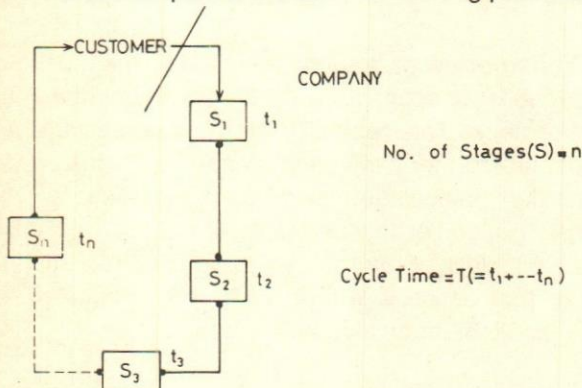 CUSTOMER
COMPANY
S₁ t₁
No. of Stages(S)=n
Sn tn
S₂ t₂
Cycle Time=T(=t₁+--tn)
t₃
S₃